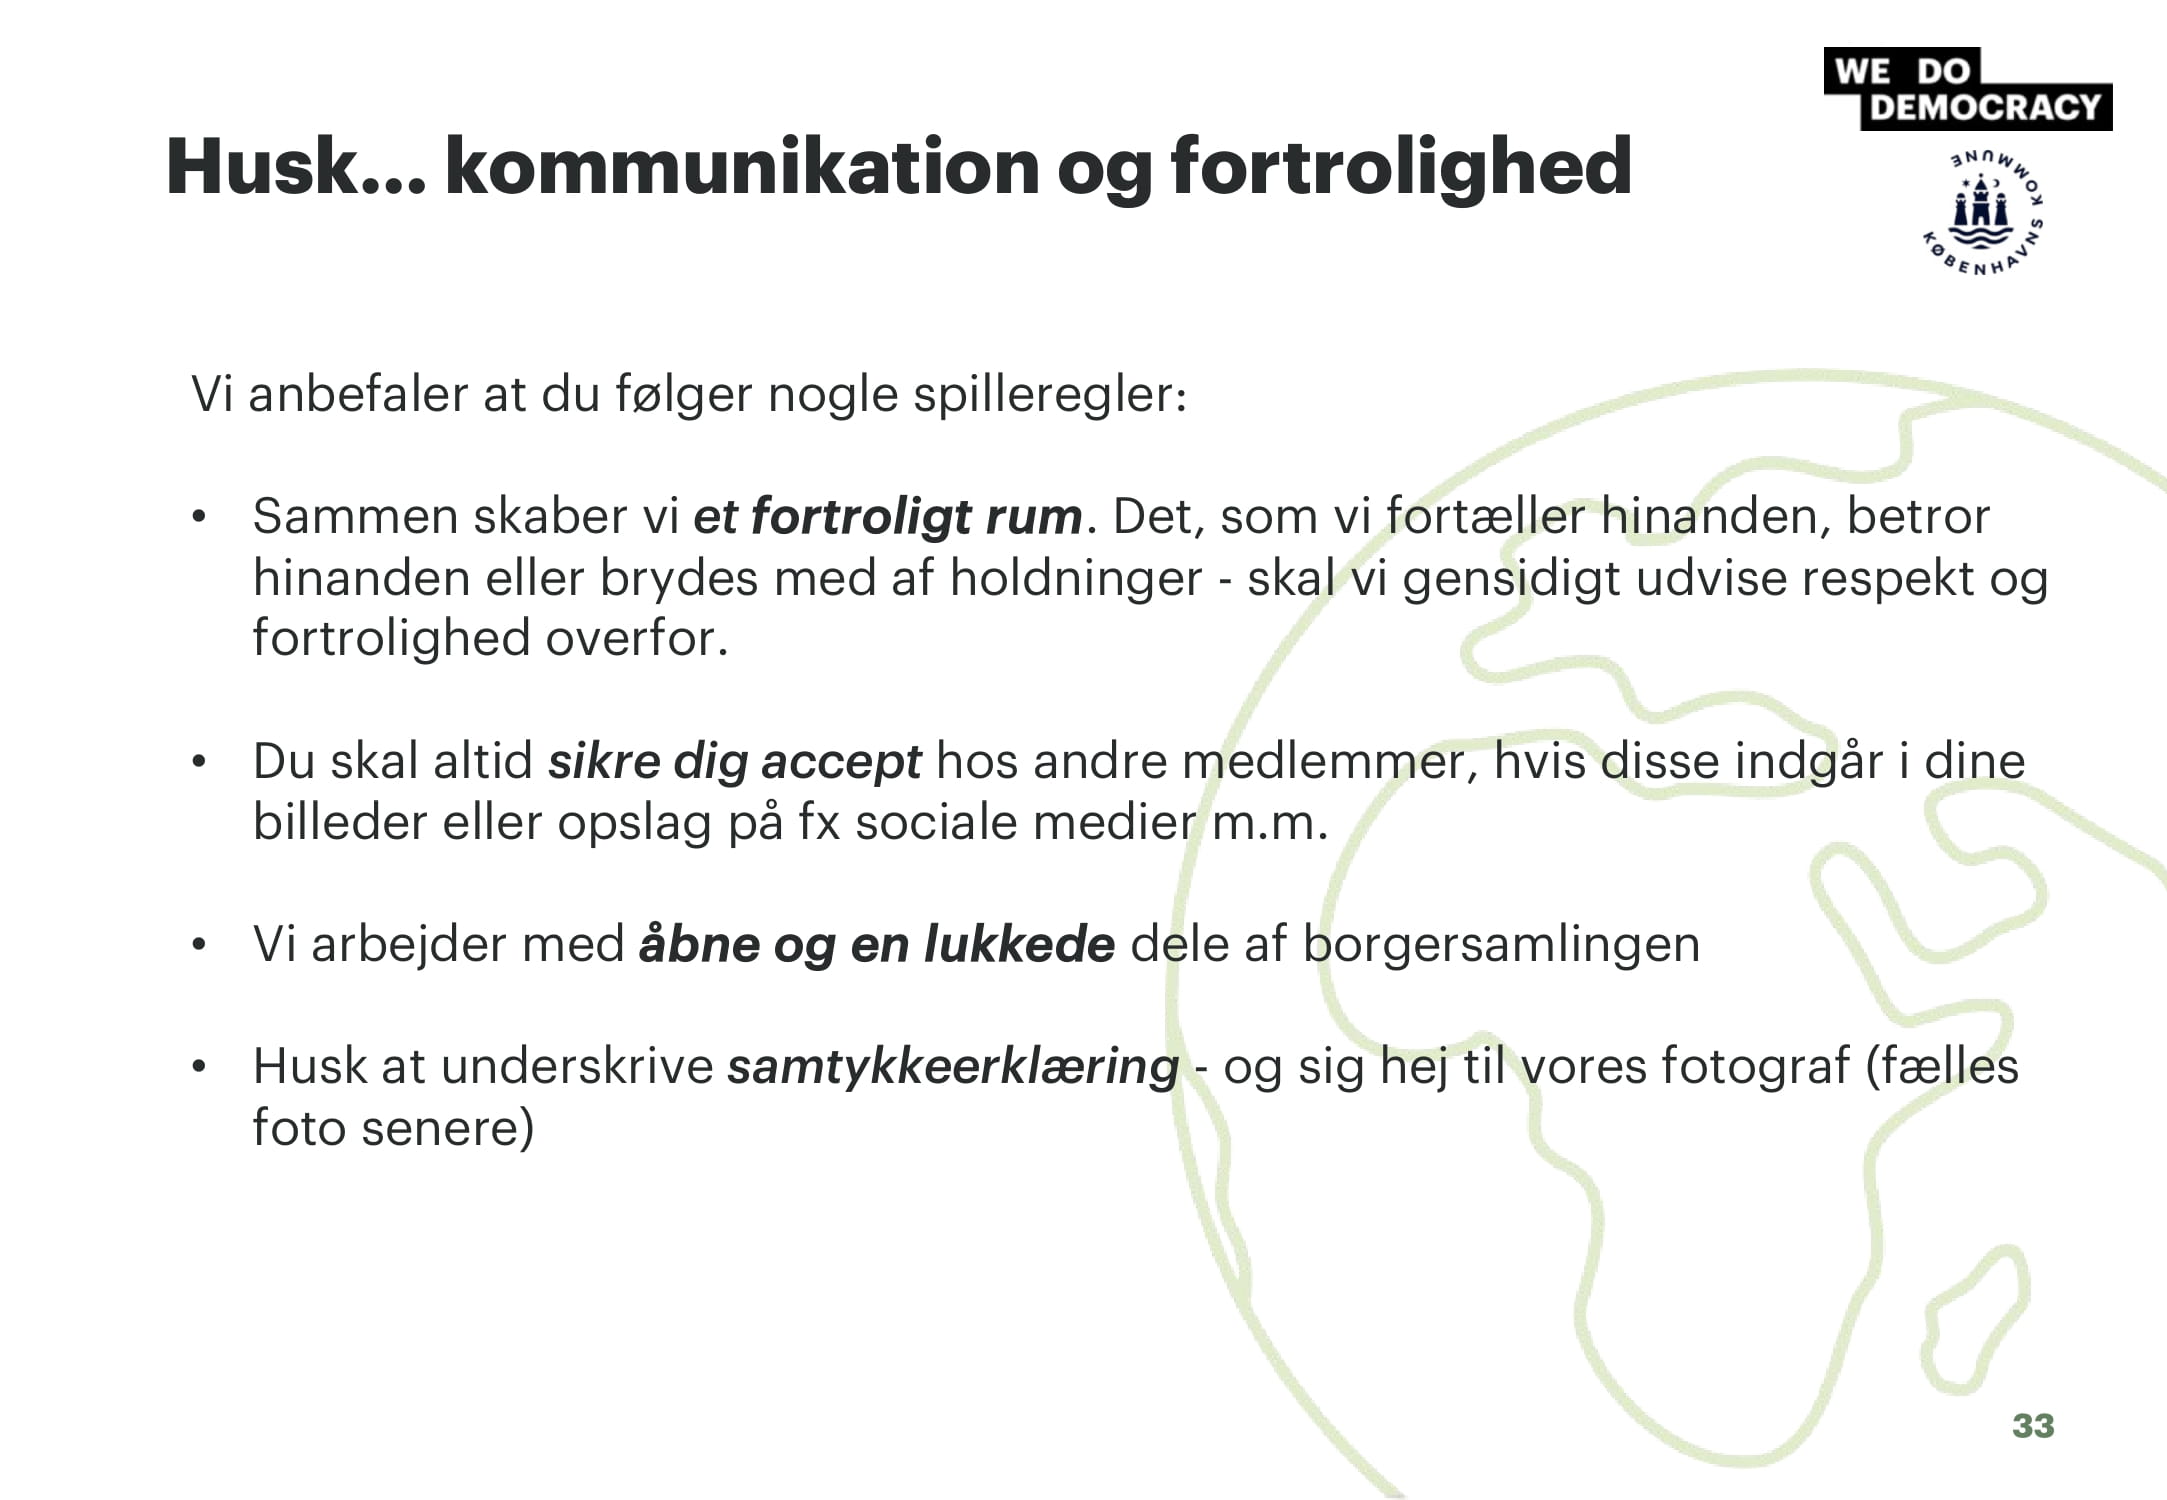 WE DO
DEMOCRACY
Husk... kommunikation og fortrolighed
KØBENHAVNS KOMMUNE
Vi anbefaler at du følger nogle spilleregler:
• Sammen skaber vi et fortroligt rum. Det, som vi fortæller hinanden, betror
hinanden eller brydes med af holdninger - skal vi gensidigt udvise respekt og
fortrolighed overfor.
• Du skal altid sikre dig accept hos andre medlemmer, hvis disse indgår i dine
billeder eller opslag på fx sociale medier m.m.
• Vi arbejder med åbne og en lukkede dele af borgersamlingen
• Husk at underskrive samtykkeerklæring - og sig hej til vores fotograf (fælles
foto senere)
33